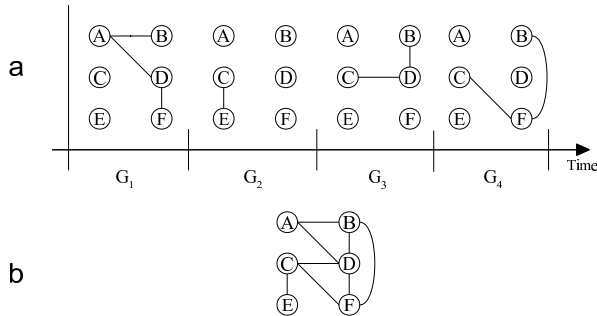 A B A B A B A B
a
C D C D C D C D
E F E F E F E F
Time
G1 G2 G3 G4
A B
C D
b
E F